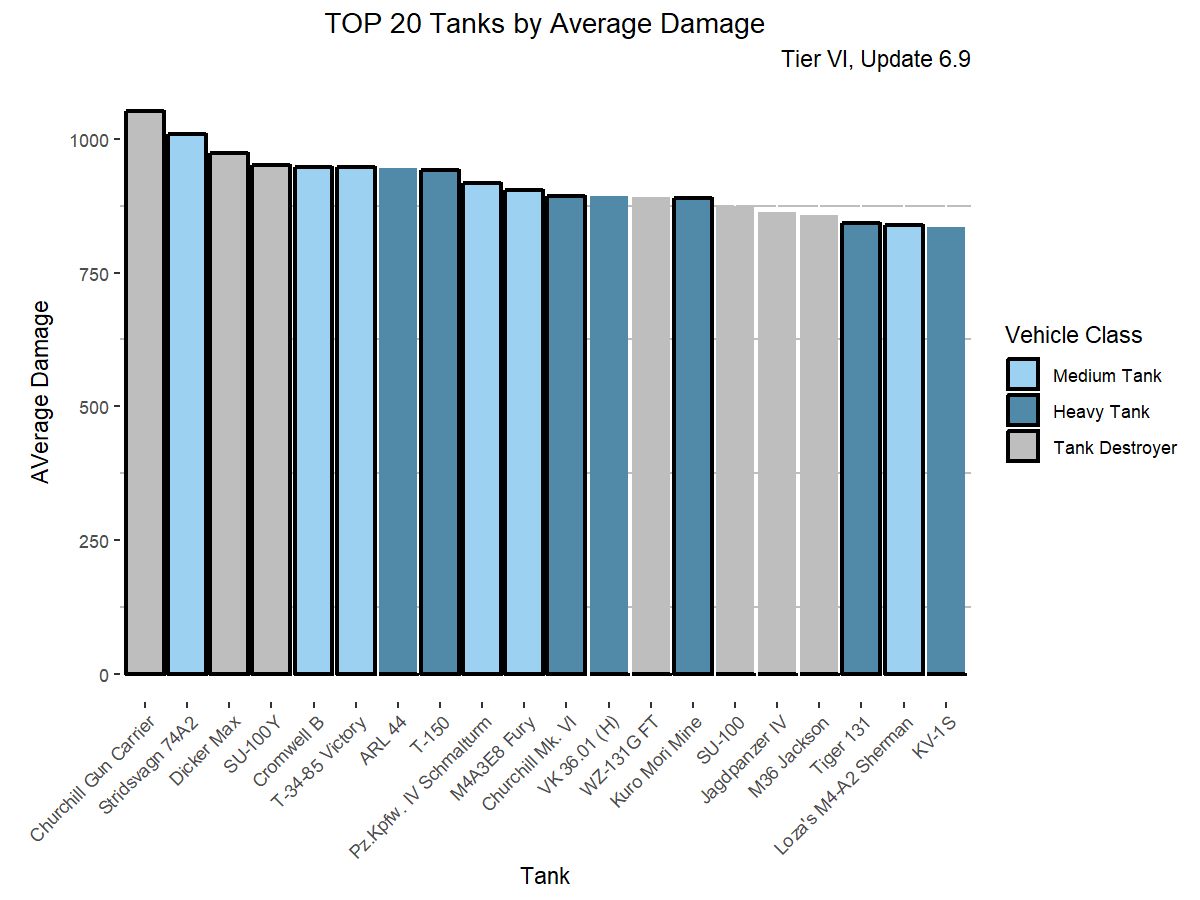 TOP 20 Tanks by Average Damage
Tier VI, Update 6.9
AVerage Damage
1000
750
500
250
0
Churchill Gun Carrier
Stridsvagn 74A2
Dicker Max
SU-100Y
Cromwell B
T-34-85 Victory
ARL 44
T-150
Pz.Kpfw. IV Schmalturm
M4A3E8 Fury
Churchill Mk. VI
VK 36.01 (H)
WZ-131G FT
Kuro Mori Mine
SU-100
Jagdpanzer IV
M36 Jackson
Tiger 131
Loza's M4-A2 Sherman
KV-1S
Tank
Vehicle Class
Medium Tank
Heavy Tank
Tank Destroyer